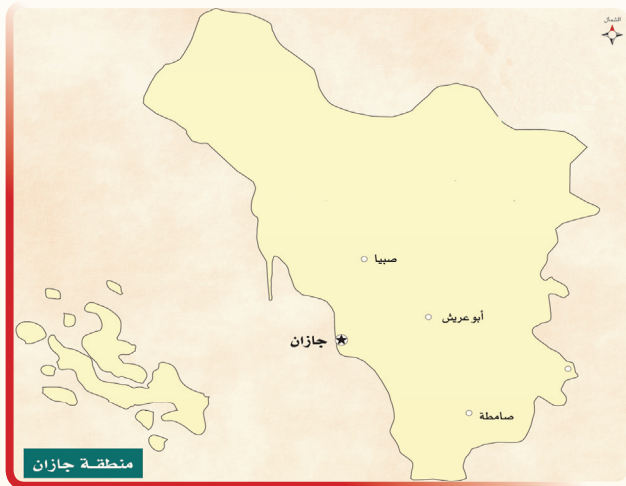 الشمال
صبيا
أبو عريش
جازان
صامطة
منطقة جازان